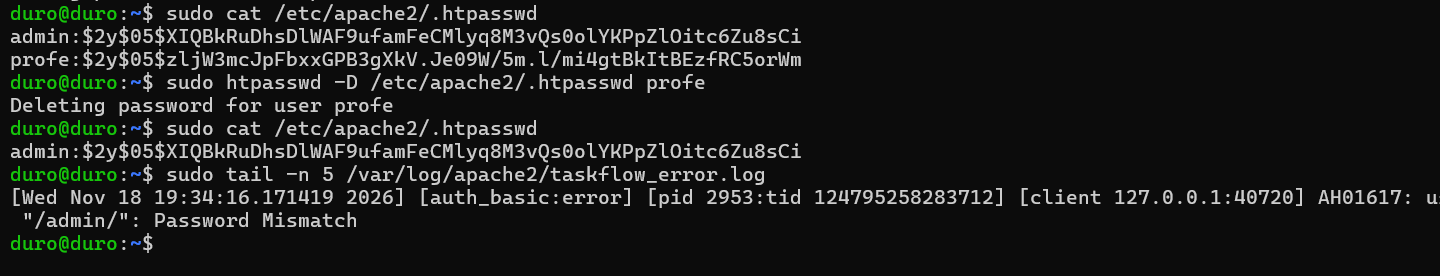 duro@duro:~$ sudo cat /etc/apache2/.htpasswd
admin:$2y$05$XIQBkRuDhsDlWAF9ufamFeCMlyq8M3vQs0olYKPpZlOitc6Zu8sCi
profe:$2y$05$zljW3mcJpFbxxGPB3gXkV.Je09W/5m.l/mi4gtBkItBEzfRC5orWm
duro@duro:~$ sudo htpasswd -D /etc/apache2/.htpasswd profe
Deleting password for user profe
duro@duro:~$ sudo cat /etc/apache2/.htpasswd
admin:$2y$05$XIQBkRuDhsDlWAF9ufamFeCMlyq8M3vQs0olYKPpZlOitc6Zu8sCi
duro@duro:~$ sudo tail -n 5 /var/log/apache2/taskflow_error.log
[Wed Nov 18 19:34:16.171419 2026] [auth_basic:error] [pid 2953:tid 124795258283712] [client 127.0.0.1:40720] AH01617:
"/admin/": Password Mismatch
duro@duro:~$